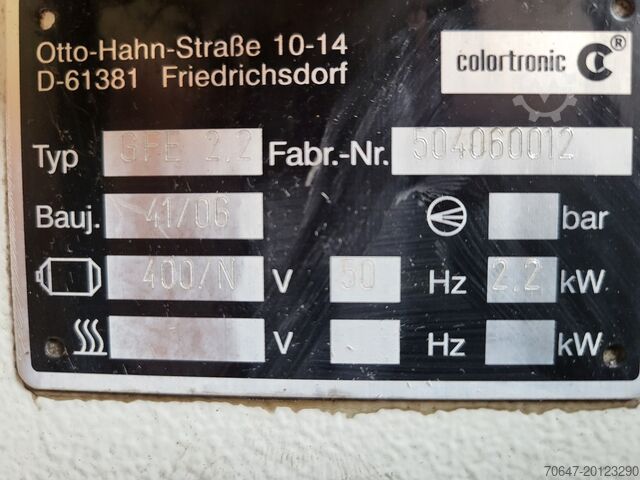 Otto-Hahn-Straße 10-14
D-61381 Friedrichsdorf
colortronic ®
Typ GFE 2.2 Fabr.-Nr. 504060012
Bauj. 41/06 bar
400/N V 50 Hz 2.2 kW
V Hz kW
70647-20123290